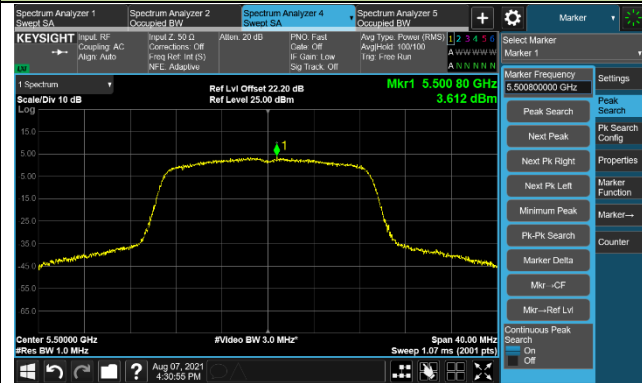 Spectrum Analyzer 1
Swept SA
Spectrum Analyzer 2
Occupied BW
Spectrum Analyzer 4
Swept SA
Spectrum Analyzer 5
Occupied BW
+
Marker
KEYSIGHT
Input: RF
Coupling: AC
Align: Auto
Input Z: 50 Ω
Corrections: Off
Freq Ref: Int (S)
NFE: Adaptive
Atten: 20 dB
PNO: Fast
Gate: Off
IF Gain: Low
Sig Track: Off
Avg Type: Power (RMS)
Avg|Hold: 100/100
Trig: Free Run
1 2 3 4 5 6
A W W W W W
A N N N N N
Select Marker
Marker 1
LXI
1 Spectrum
Scale/Div 10 dB
Log
Ref Lvl Offset 22.20 dB
Ref Level 25.00 dBm
Mkr1 5.500 80 GHz
3.612 dBm
1
15.0
5.00
-5.00
-15.0
-25.0
-35.0
-45.0
-55.0
-65.0
Center 5.50000 GHz
#Res BW 1.0 MHz
#Video BW 3.0 MHz*
Span 40.00 MHz
Sweep 1.07 ms (2001 pts)
Marker Frequency
5.500800000 GHz
Peak Search
Next Peak
Next Pk Right
Next Pk Left
Minimum Peak
Pk-Pk Search
Marker Delta
Mkr→CF
Mkr→Ref Lvl
Continuous Peak
Search
On
Off
Settings
Peak
Search
Pk Search
Config
Properties
Marker
Function
Marker→
Counter
?
Aug 07, 2021
4:30:55 PM